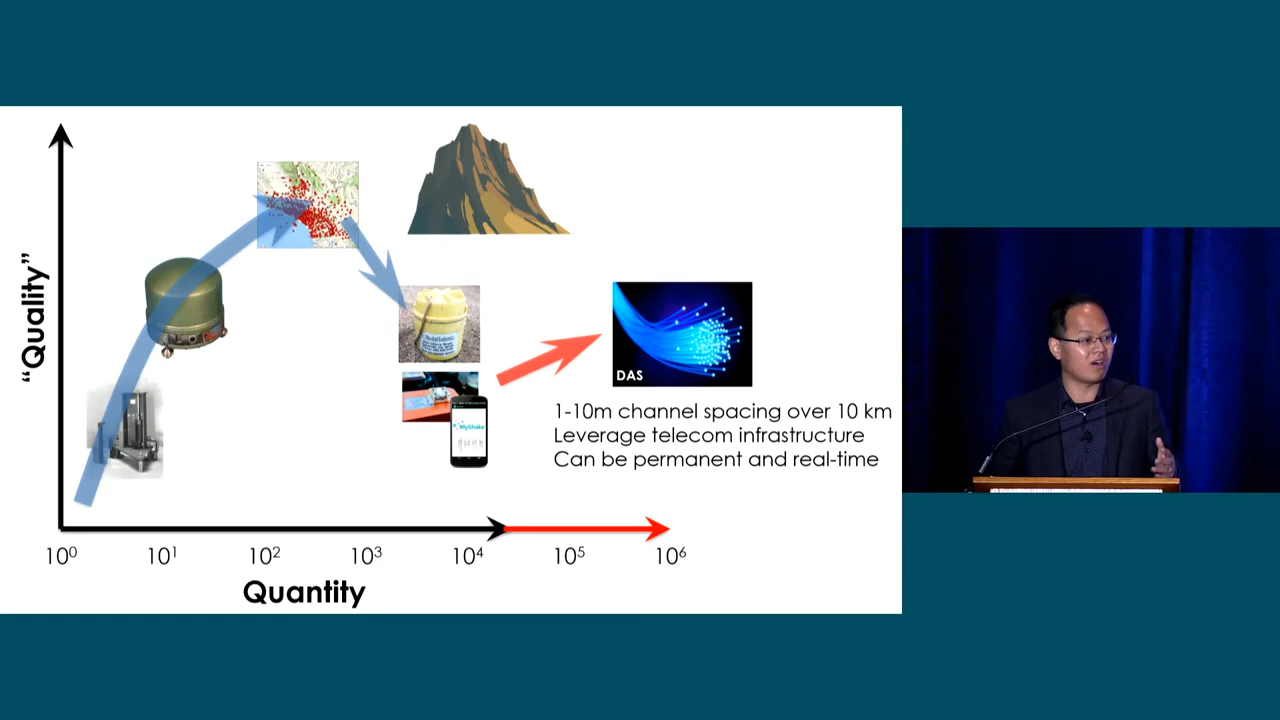 “Quality”
DAS
MyShake
1-10m channel spacing over 10 km
Leverage telecom infrastructure
Can be permanent and real-time
10⁰ 10¹ 10² 10³ 10⁴ 10⁵ 10⁶
Quantity